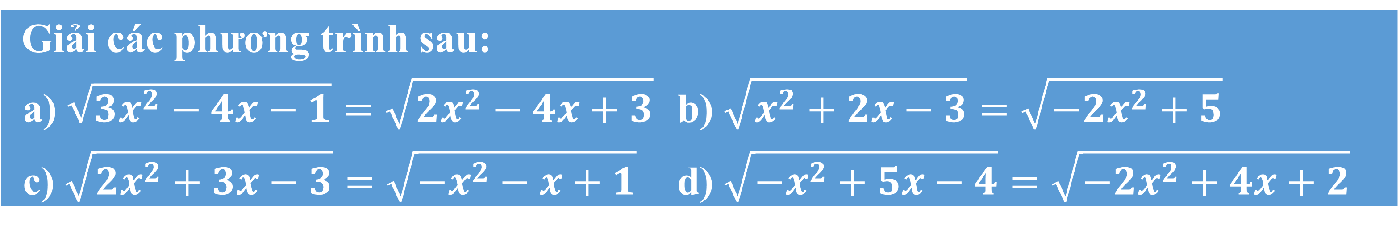 Giải các phương trình sau:
a) √(3x² − 4x − 1) = √(2x² − 4x + 3) b) √(x² + 2x − 3) = √(−2x² + 5)
c) √(2x² + 3x − 3) = √(−x² − x + 1) d) √(−x² + 5x − 4) = √(−2x² + 4x + 2)